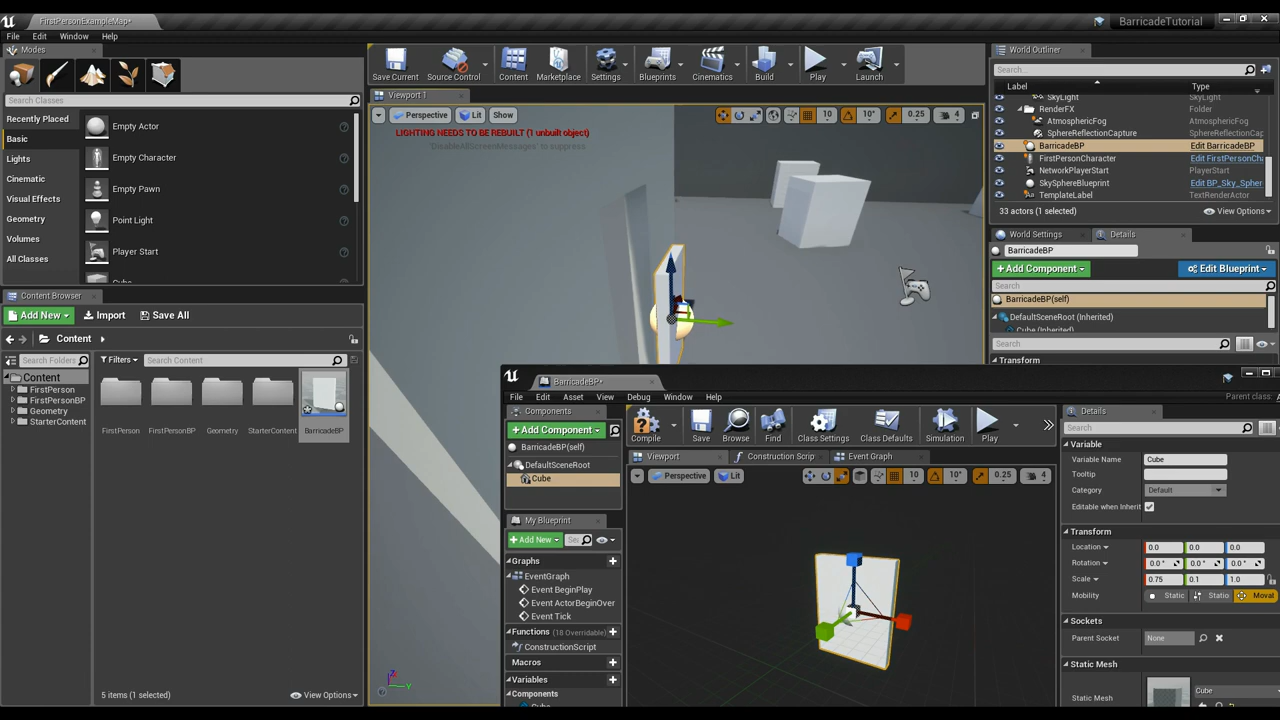 FirstPersonExampleMap*
BarricadeTutorial
File Edit Window Help
Modes
Search Classes
Recently Placed
Basic
Lights
Cinematic
Visual Effects
Geometry
Volumes
All Classes
Empty Actor
Empty Character
Empty Pawn
Point Light
Player Start
Cube
Content Browser
Add New
Import
Save All
Content
Search Folders
Filters
Search Content
Content
FirstPerson
FirstPersonBP
Geometry
StarterContent
FirstPerson
FirstPersonBP
Geometry
StarterContent
BarricadeBP
5 items (1 selected)
View Options
Save Current
Source Control
Content
Marketplace
Settings
Blueprints
Cinematics
Build
Play
Launch
Viewport 1
Perspective
Lit
Show
10
10°
0.25
4
LIGHTING NEEDS TO BE REBUILT (1 unbuilt object)
'DisableAllScreenMessages' to suppress
World Outliner
Search...
Label
Type
SkyLight
SkyLight
RenderFX
Folder
AtmosphericFog
AtmosphericFog
SphereReflectionCapture
SphereReflectionCap
BarricadeBP
Edit BarricadeBP
FirstPersonCharacter
Edit FirstPersonCh
NetworkPlayerStart
PlayerStart
SkySphereBlueprint
Edit BP_Sky_Spher
TemplateLabel
TextRenderActor
33 actors (1 selected)
View Options
World Settings
Details
BarricadeBP
Add Component
Edit Blueprint
Search
BarricadeBP(self)
DefaultSceneRoot (Inherited)
Cube (Inherited)
Search
Transform
BarricadeBP*
Parent class:
File Edit Asset View Debug Window Help
Components
Add Component
BarricadeBP(self)
DefaultSceneRoot
Cube
My Blueprint
Add New
Sea
Graphs
EventGraph
Event BeginPlay
Event ActorBeginOver
Event Tick
Functions (18 Overridable)
ConstructionScript
Macros
Variables
Components
Cube
Compile
Save
Browse
Find
Class Settings
Class Defaults
Simulation
Play
Viewport
Construction Scrip
Event Graph
Perspective
Lit
10
10°
0.25
4
Details
Search
Variable
Variable Name
Cube
Tooltip
Category
Default
Editable when Inherit
Transform
Location
0.0 0.0 0.0
Rotation
0.0 ° 0.0 ° 0.0 °
Scale
0.75 0.1 1.0
Mobility
Static
Statio
Moval
Sockets
Parent Socket
None
Static Mesh
Static Mesh
Cube